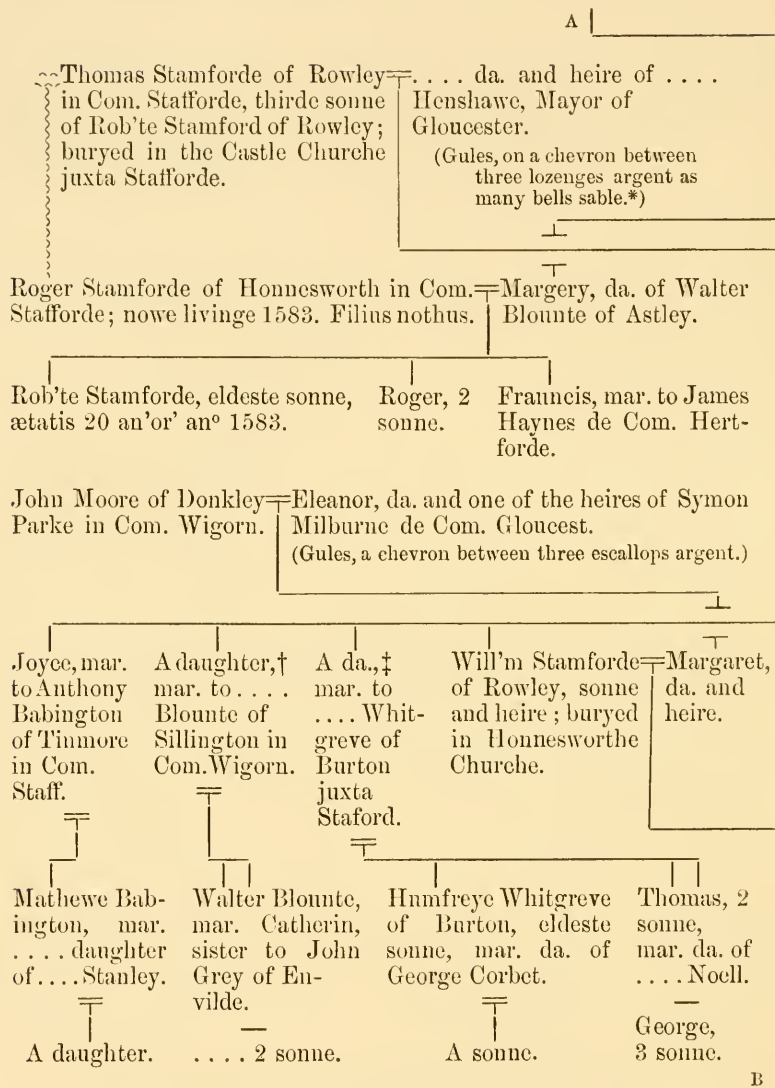 A
Thomas Stamforde of Rowley
in Com. Stafforde, thirde sonne
of Rob'te Stamford of Rowley;
buryed in the Castle Churche
juxta Stafforde.
. . . . da. and heire of . . . .
Henshawe, Mayor of
Gloucester.
(Gules, on a chevron between
three lozenges argent as
many bells sable.*)
Roger Stamforde of Honnesworth in Com.
Stafforde; nowe livinge 1583. Filius nothus.
Margery, da. of Walter
Blounte of Astley.
Rob'te Stamforde, eldeste sonne,
ætatis 20 an'or' anº 1583.
Roger, 2
sonne.
Frauncis, mar. to James
Haynes de Com. Hert-
forde.
John Moore of Donkley
Parke in Com. Wigorn.
Eleanor, da. and one of the heires of Symon
Milburne de Com. Gloucest.
(Gules, a chevron between three escallops argent.)
Joyce, mar.
to Anthony
Babington
of Tinmore
in Com.
Staff.
A daughter,†
mar. to . . . .
Blounte of
Sillington in
Com. Wigorn.
A da.,‡
mar. to
. . . . Whit-
greve of
Burton
juxta
Staford.
Will'm Stamforde
of Rowley, sonne
and heire ; buryed
in Honnesworthe
Churche.
Margaret,
da. and
heire.
Mathewe Bab-
ington, mar.
. . . . daughter
of . . . . Stanley.
A daughter.
Walter Blounte,
mar. Catherin,
sister to John
Grey of En-
vilde.
. . . . 2 sonne.
Humfreye Whitgreve
of Burton, eldeste
sonne, mar. da. of
George Corbet.
A sonne.
Thomas, 2
sonne,
mar. da. of
. . . . Noell.
George,
3 sonne.
B